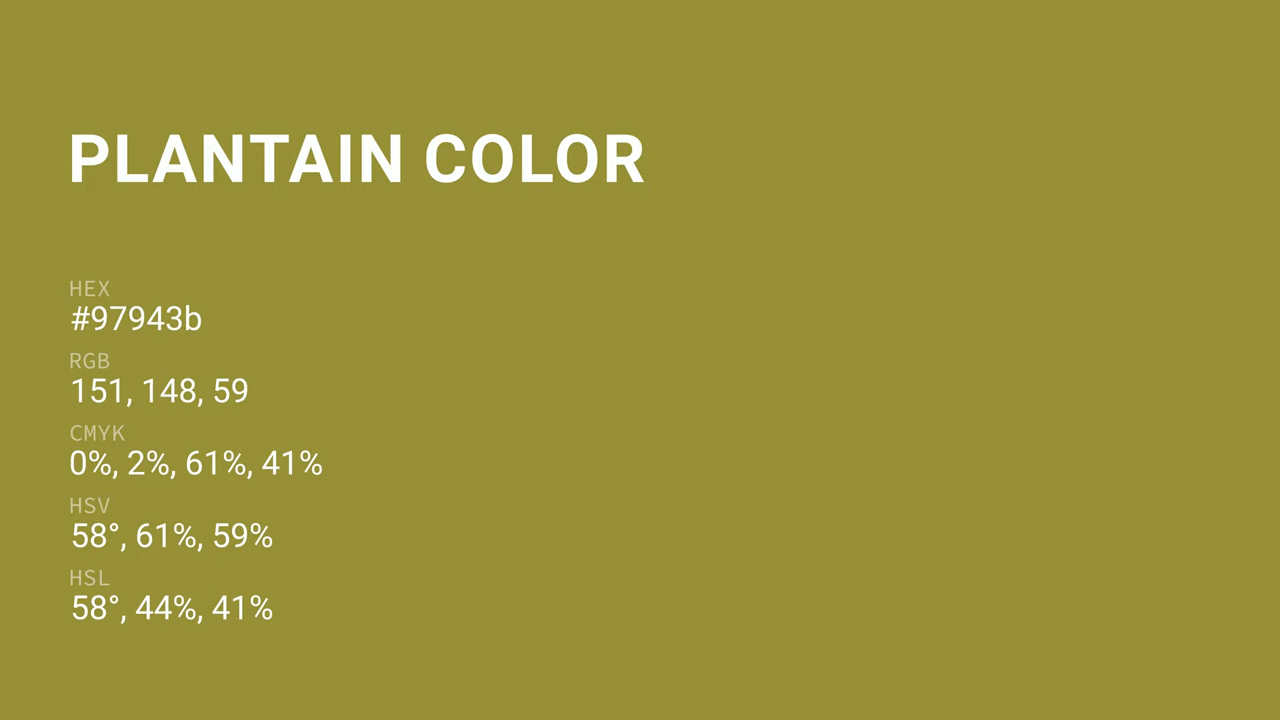 PLANTAIN COLOR
HEX
#97943b
RGB
151, 148, 59
CMYK
0%, 2%, 61%, 41%
HSV
58°, 61%, 59%
HSL
58°, 44%, 41%